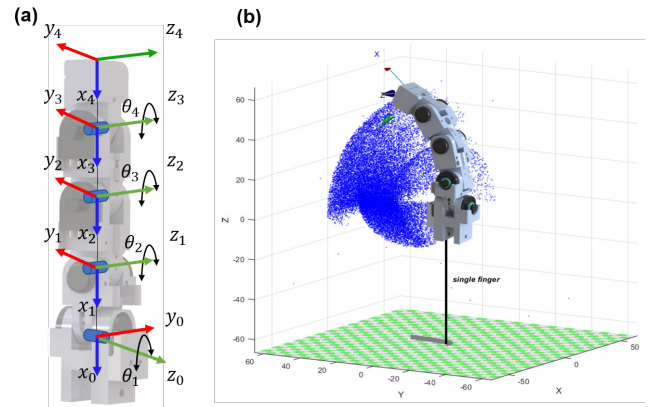 (a)
y₄
z₄
x₄
y₃
θ₄
z₃
x₃
y₂
θ₃
z₂
x₂
y₁
θ₂
z₁
x₁
y₀
x₀
θ₁
z₀
(b)
X
Z
60
40
20
0
-20
-40
-60
Z
single finger
60
40
20
0
-20
-40
-60
Y
-50
0
50
X